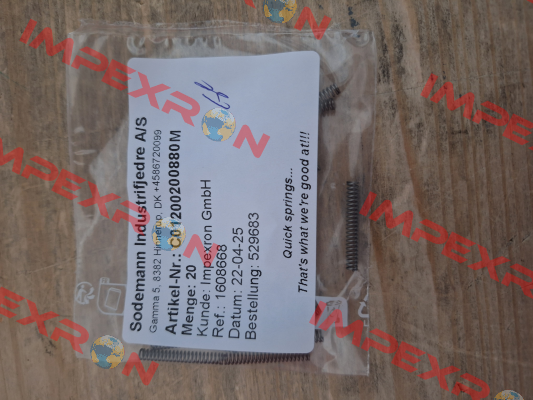 Sodemann Industrifjedre A/S
Gamma 5, 8382 Hinnerup, DK +4586720099
Artikel-Nr.: C01200200880M
Menge: 20
Kunde: Impexron GmbH
Ref.: 1608668
Datum: 22-04-25
Bestellung: 529683
Quick springs...
That's what we're good at!!!
IMPEXRON
IMPEXRON
IMPEXRON
IMPEXRON
IMPEXRON